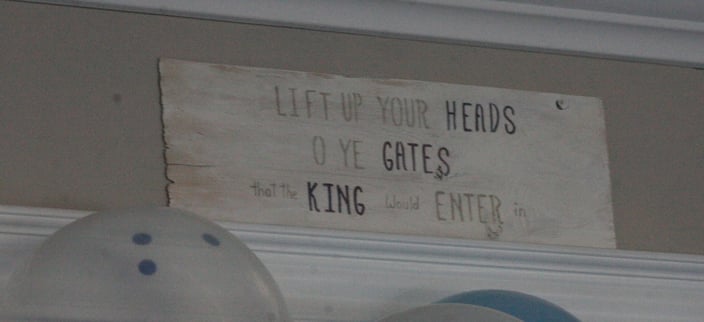 LIFT UP YOUR HEADS
O YE GATES
that the KING would ENTER in